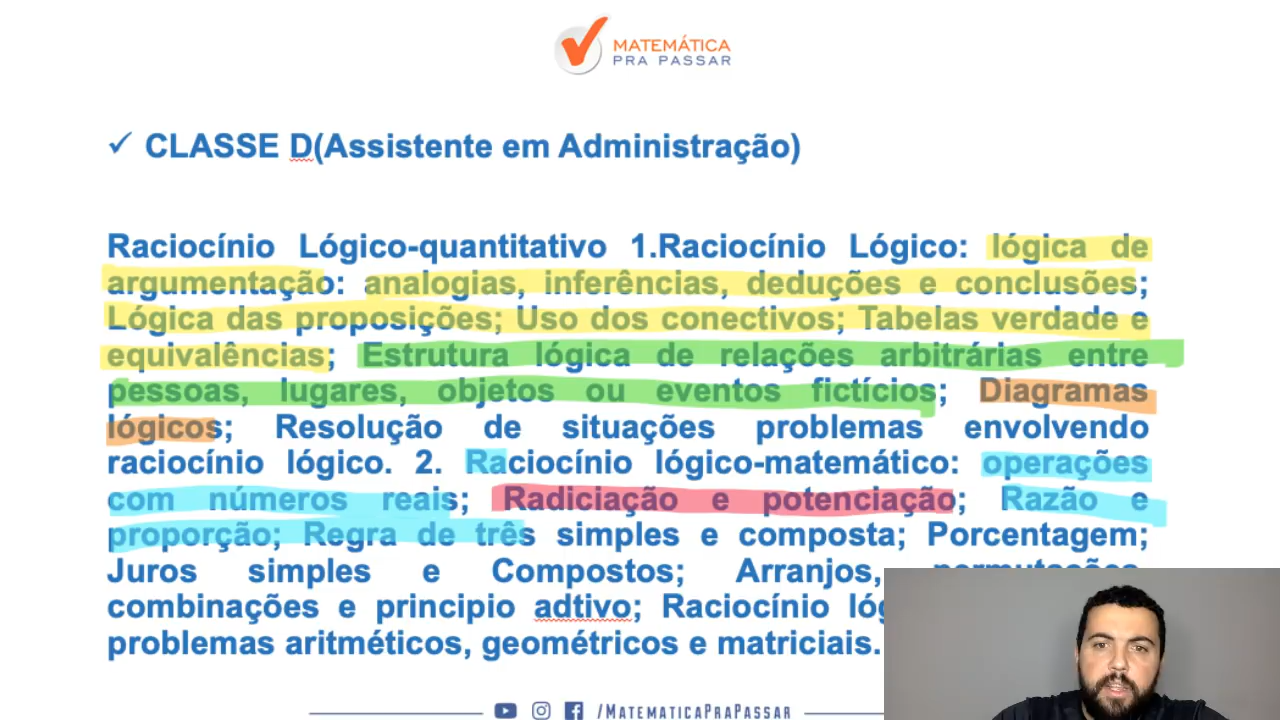 MATEMÁTICA
PRA PASSAR
✓ CLASSE D(Assistente em Administração)
Raciocínio Lógico-quantitativo 1.Raciocínio Lógico: lógica de
argumentação: analogias, inferências, deduções e conclusões;
Lógica das proposições; Uso dos conectivos; Tabelas verdade e
equivalências; Estrutura lógica de relações arbitrárias entre
pessoas, lugares, objetos ou eventos fictícios; Diagramas
lógicos; Resolução de situações problemas envolvendo
raciocínio lógico. 2. Raciocínio lógico-matemático: operações
com números reais; Radiciação e potenciação; Razão e
proporção; Regra de três simples e composta; Porcentagem;
Juros simples e Compostos; Arranjos,
combinações e principio adtivo; Raciocínio
problemas aritméticos, geométricos e matriciais.
/MATEMATICAPRAPASSAR